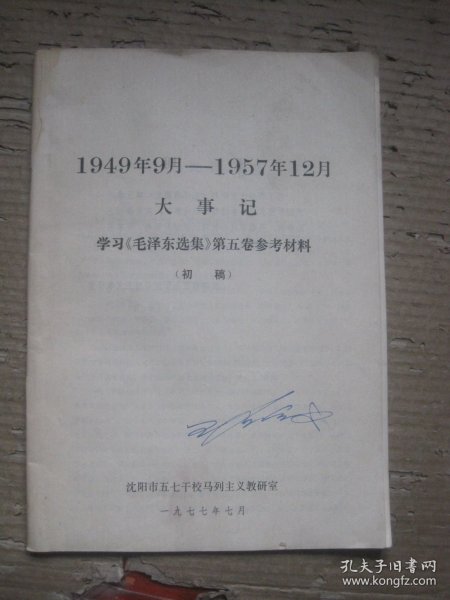 1949年9月—1957年12月
大事记
学习《毛泽东选集》第五卷参考材料
（初稿）
沈阳市五七干校马列主义教研室
一九七七年七月
孔夫子旧书网
www.kongfz.com